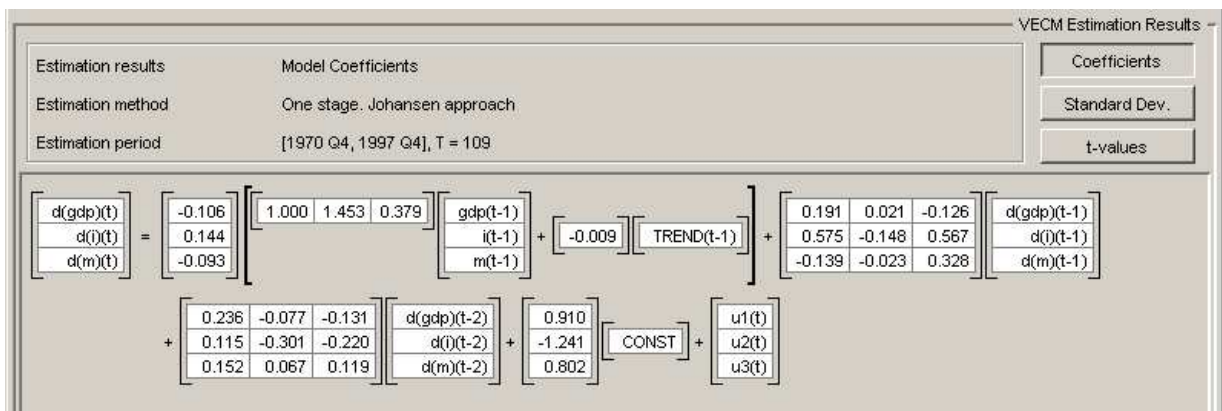 VECM Estimation Results
Estimation results Model Coefficients Coefficients
Estimation method One stage. Johansen approach Standard Dev.
Estimation period [1970 Q4, 1997 Q4], T = 109 t-values
d(gdp)(t) -0.106 1.000 1.453 0.379 gdp(t-1) 0.191 0.021 -0.126 d(gdp)(t-1)
d(i)(t) = 0.144 i(t-1) + -0.009 TREND(t-1) + 0.575 -0.148 0.567 d(i)(t-1)
d(m)(t) -0.093 m(t-1) -0.139 -0.023 0.328 d(m)(t-1)
0.236 -0.077 -0.131 d(gdp)(t-2) 0.910 u1(t)
+ 0.115 -0.301 -0.220 d(i)(t-2) + -1.241 CONST + u2(t)
0.152 0.067 0.119 d(m)(t-2) 0.802 u3(t)